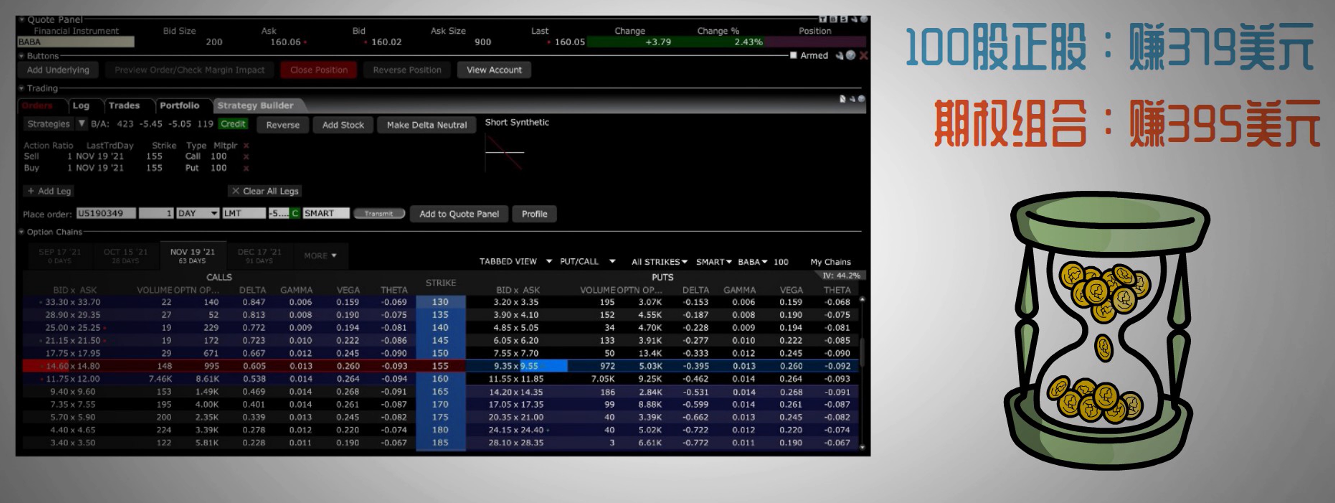 Quote Panel
Financial Instrument Bid Size Ask Bid Ask Size Last Change Change % Position
BABA 200 160.06 160.02 900 160.05 +3.79 2.43%
Buttons Armed
Add Underlying Preview Order/Check Margin Impact Close Position Reverse Position View Account
Trading
Orders Log Trades Portfolio Strategy Builder
Strategies B/A: 423 -5.45 -5.05 119 Credit Reverse Add Stock Make Delta Neutral Short Synthetic
Action Ratio LastTrdDay Strike Type Mltplr
Sell 1 NOV 19 '21 155 Call 100 x
Buy 1 NOV 19 '21 155 Put 100 x
+ Add Leg X Clear All Legs
Place order: U5190349 1 DAY LMT -5.... C SMART Transmit Add to Quote Panel Profile
Option Chains
SEP 17 '21 OCT 15 '21 NOV 19 '21 DEC 17 '21 MORE
0 DAYS 28 DAYS 63 DAYS 91 DAYS
TABBED VIEW PUT/CALL All STRIKES SMART BABA 100 My Chains
CALLS STRIKE PUTS IV: 44.2%
BID x ASK VOLUME OPTN OP... DELTA GAMMA VEGA THETA BID x ASK VOLUME OPTN OP... DELTA GAMMA VEGA THETA
33.30 x 33.70 22 140 0.847 0.006 0.159 -0.069 130 3.20 x 3.35 195 3.07K -0.153 0.006 0.159 -0.068
28.90 x 29.35 27 52 0.813 0.008 0.190 -0.075 135 3.90 x 4.10 152 4.55K -0.187 0.008 0.190 -0.075
25.00 x 25.25 19 229 0.772 0.009 0.194 -0.081 140 4.85 x 5.05 34 4.70K -0.228 0.009 0.194 -0.081
21.15 x 21.50 19 172 0.723 0.010 0.222 -0.086 145 6.05 x 6.20 133 3.91K -0.277 0.010 0.222 -0.085
17.75 x 17.95 29 671 0.667 0.012 0.245 -0.090 150 7.55 x 7.70 50 13.4K -0.333 0.012 0.245 -0.090
14.60 x 14.80 148 995 0.605 0.013 0.260 -0.093 155 9.35 x 9.55 972 5.03K -0.395 0.013 0.260 -0.092
11.75 x 12.00 7.46K 8.61K 0.538 0.014 0.264 -0.094 160 11.55 x 11.85 7.05K 9.25K -0.462 0.014 0.264 -0.093
9.40 x 9.60 153 1.49K 0.469 0.014 0.268 -0.091 165 14.20 x 14.35 186 2.84K -0.531 0.014 0.268 -0.091
7.35 x 7.55 195 4.00K 0.401 0.014 0.261 -0.087 170 17.05 x 17.35 99 8.88K -0.599 0.014 0.261 -0.087
5.70 x 5.90 200 2.35K 0.339 0.013 0.245 -0.082 175 20.35 x 21.00 40 3.39K -0.662 0.013 0.245 -0.082
4.40 x 4.65 224 3.39K 0.278 0.012 0.220 -0.074 180 24.15 x 24.40 40 5.02K -0.722 0.012 0.220 -0.074
3.40 x 3.50 122 5.81K 0.228 0.011 0.190 -0.067 185 28.10 x 28.35 3 6.61K -0.772 0.011 0.190 -0.067
100股正股：赚379美元
期权组合：赚395美元